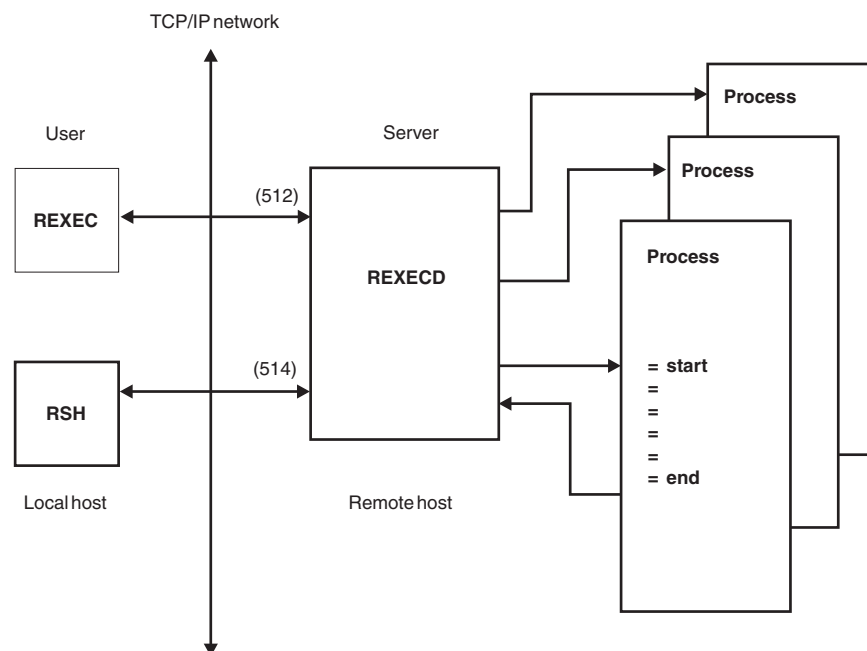 TCP/IP network
User
Server
REXEC
(512)
REXECD
RSH
(514)
Local host
Remote host
Process
Process
Process
= start
=
=
=
=
= end